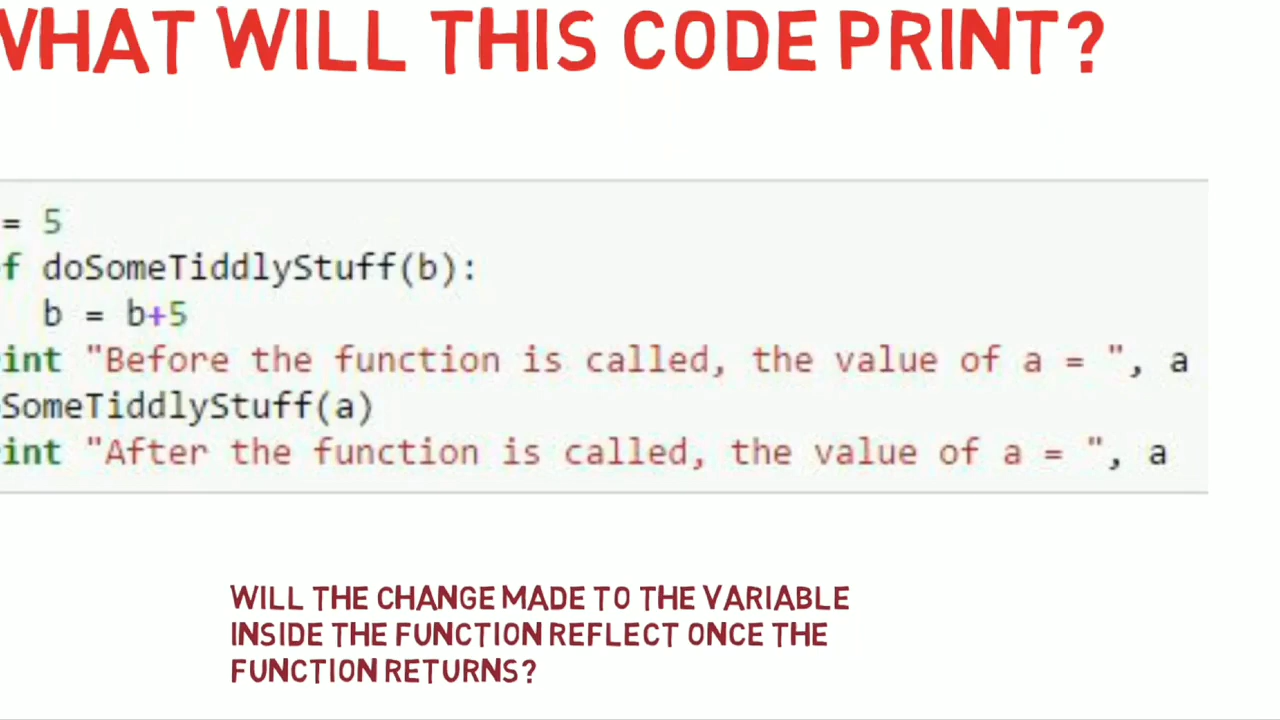 WHAT WILL THIS CODE PRINT?
= 5
f doSomeTiddlyStuff(b):
b = b+5
int "Before the function is called, the value of a = ", a
SomeTiddlyStuff(a)
int "After the function is called, the value of a = ", a
WILL THE CHANGE MADE TO THE VARIABLE
INSIDE THE FUNCTION REFLECT ONCE THE
FUNCTION RETURNS?